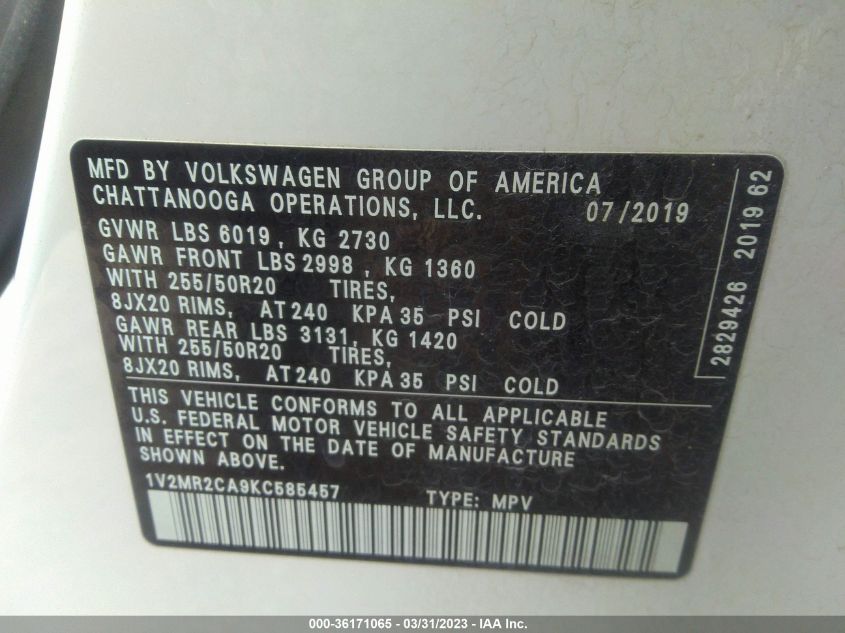 MFD BY VOLKSWAGEN GROUP OF AMERICA
CHATTANOOGA OPERATIONS, LLC. 07/2019
GVWR LBS 6019 , KG 2730
GAWR FRONT LBS 2998 , KG 1360
WITH 255/50R20 TIRES,
8JX20 RIMS, AT 240 KPA 35 PSI COLD
GAWR REAR LBS 3131, KG 1420
WITH 255/50R20 TIRES,
8JX20 RIMS, AT 240 KPA 35 PSI COLD
THIS VEHICLE CONFORMS TO ALL APPLICABLE
U.S. FEDERAL MOTOR VEHICLE SAFETY STANDARDS
IN EFFECT ON THE DATE OF MANUFACTURE
SHOWN ABOVE.
1V2MR2CA9KC585457 TYPE: MPV
2829426 2019 62
000-36171065 - 03/31/2023 - IAA Inc.